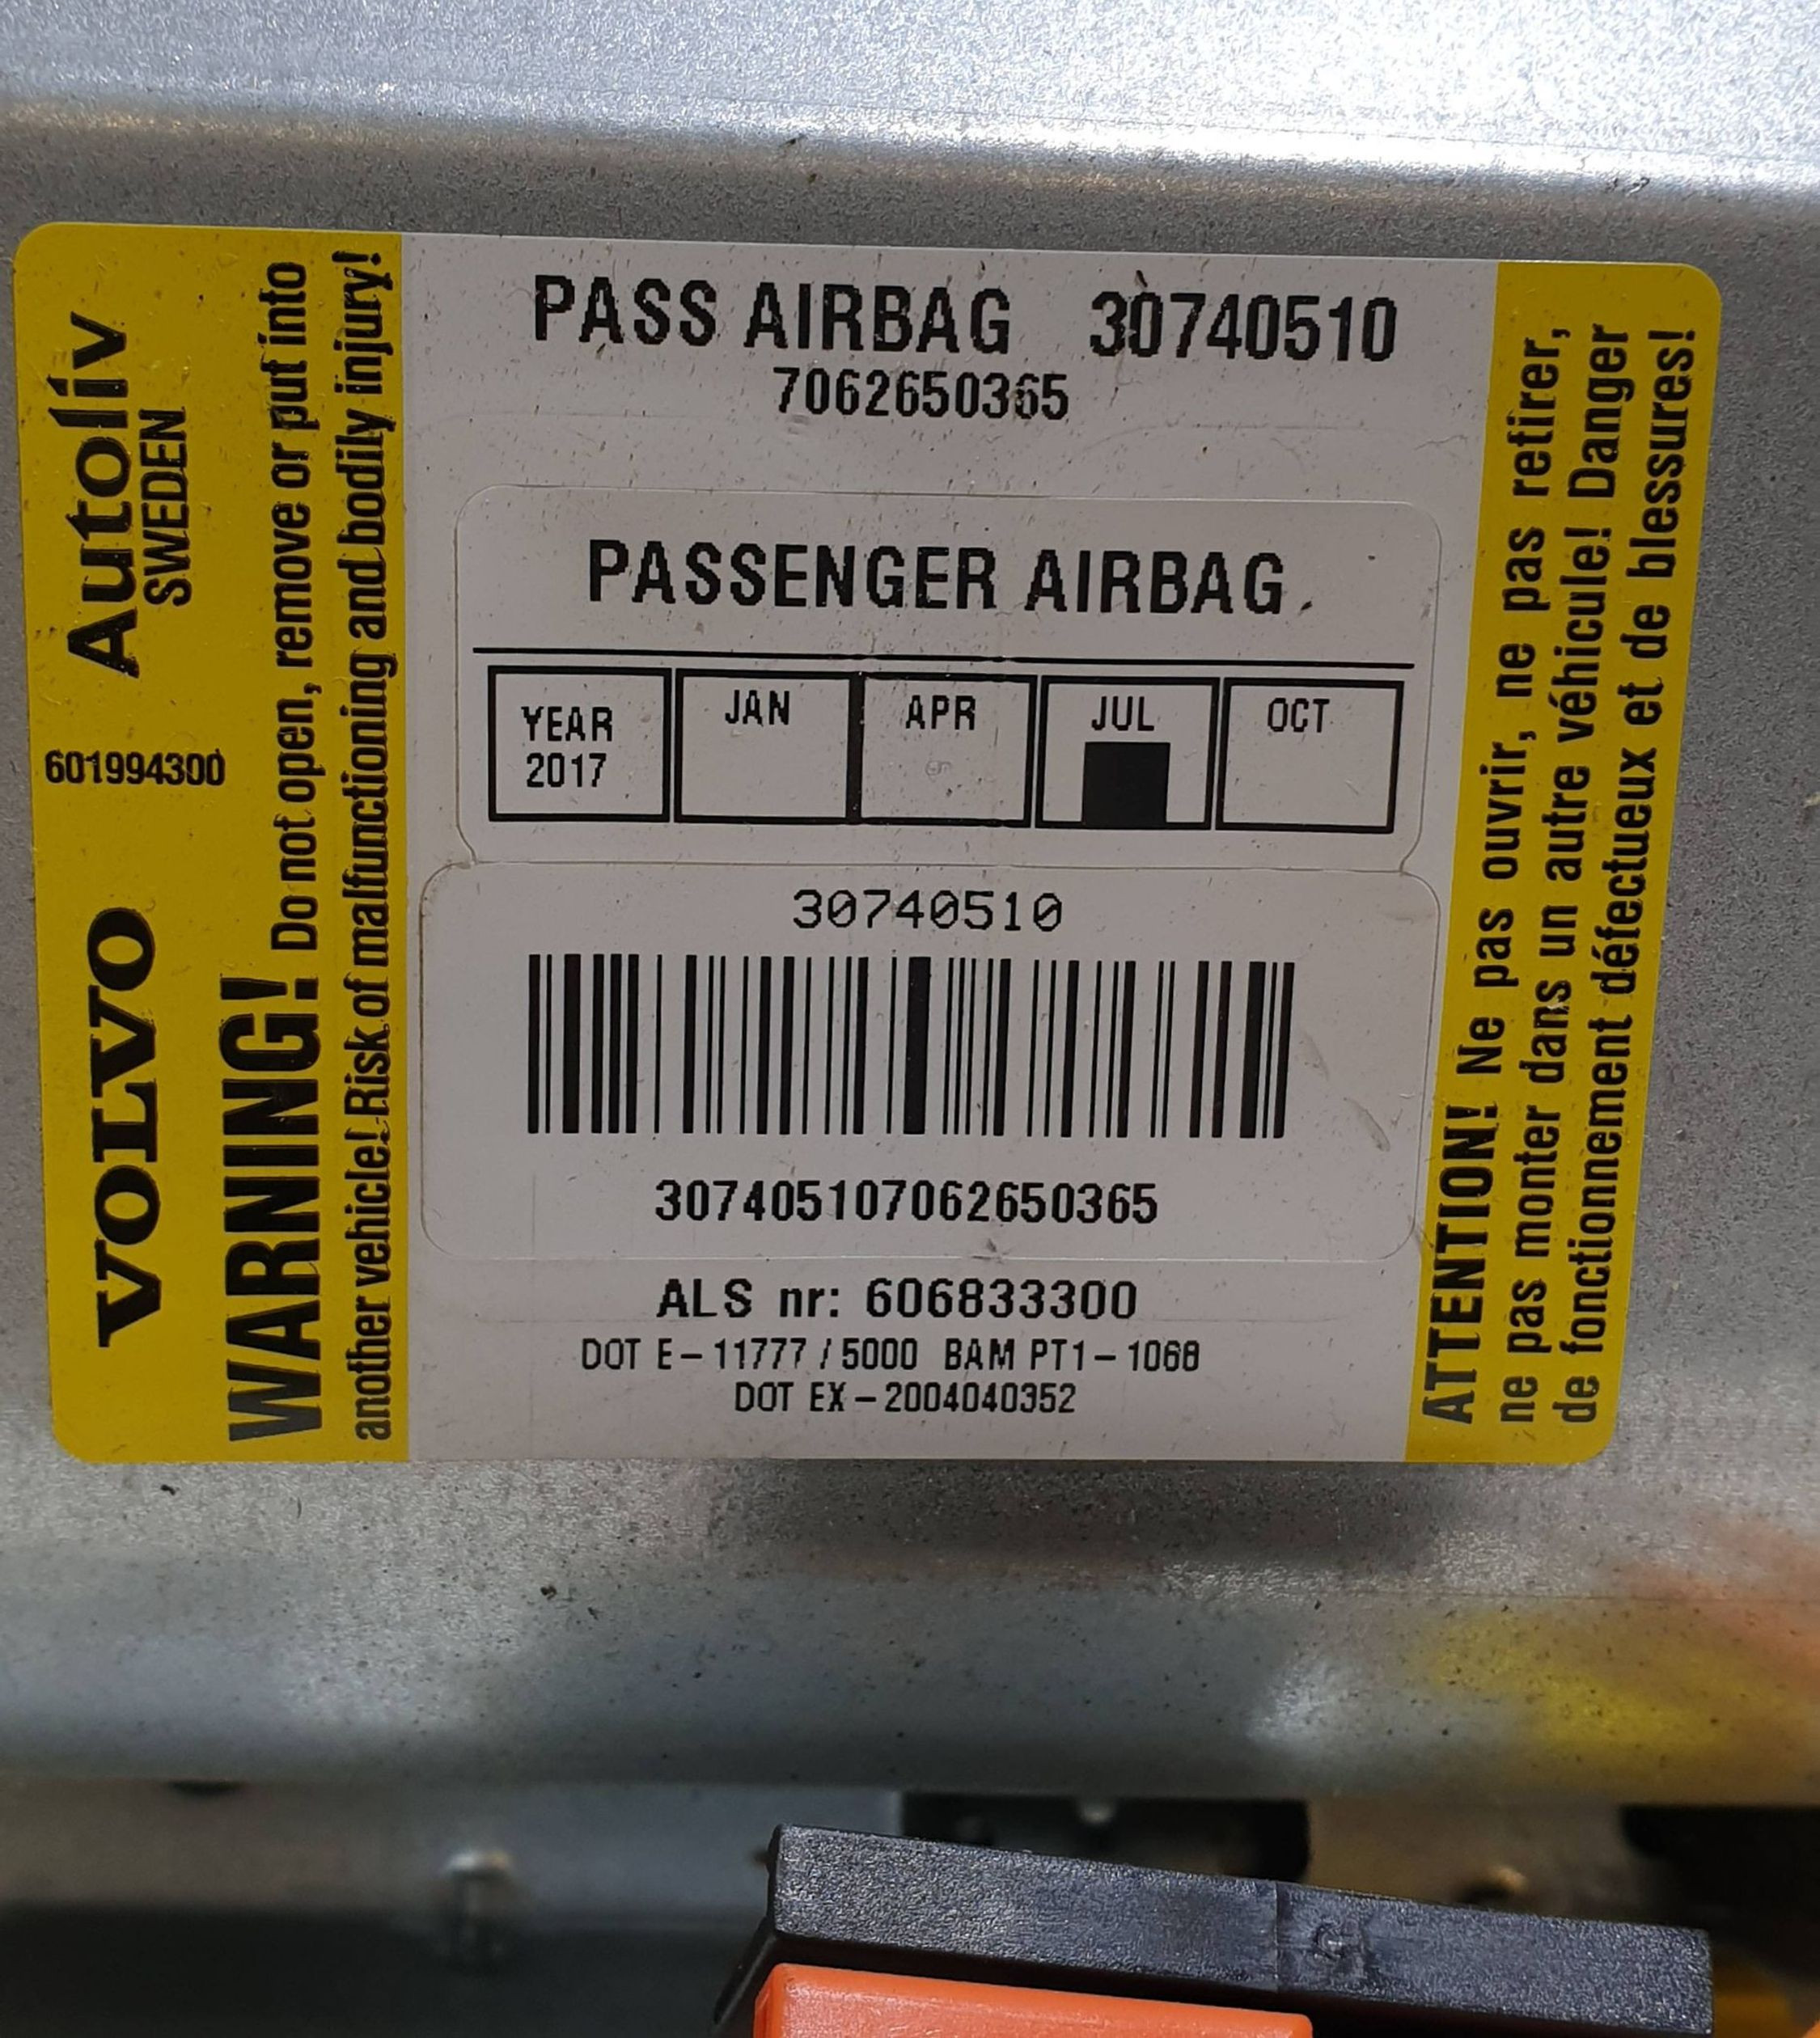 VOLVO 601994300 Autoliv
SWEDEN
WARNING! Do not open, remove or put into
another vehicle! Risk of malfunctioning and bodily injury!
PASS AIRBAG 30740510
7062650365
PASSENGER AIRBAG
YEAR JAN APR JUL OCT
2017
30740510
307405107062650365
ALS nr: 606833300
DOT E-11777 / 5000 BAM PT1-1068
DOT EX-2004040352
ATTENTION! Ne pas ouvrir, ne pas retirer,
ne pas monter dans un autre véhicule! Danger
de fonctionnement défectueux et de blessures!